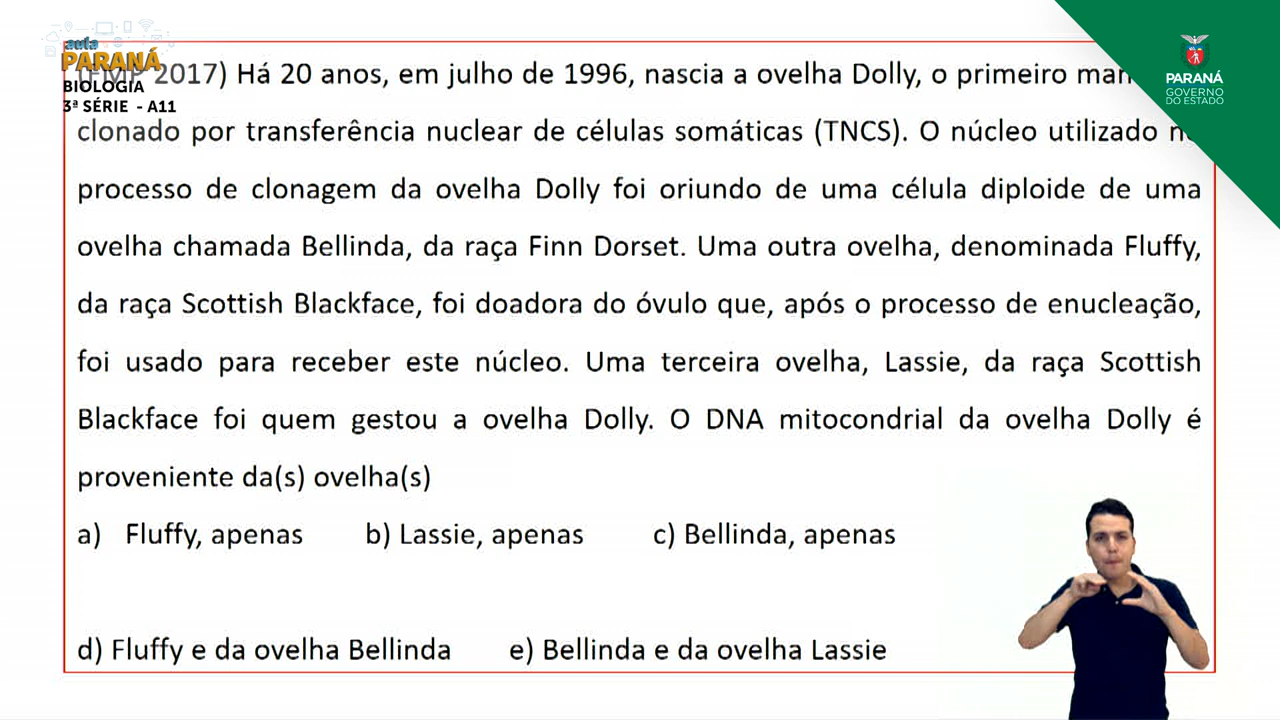 aula
PARANÁ
BIOLOGIA
3ª SÉRIE - A11
PARANÁ
GOVERNO
DO ESTADO
2017) Há 20 anos, em julho de 1996, nascia a ovelha Dolly, o primeiro
clonado por transferência nuclear de células somáticas (TNCS). O núcleo utilizado
processo de clonagem da ovelha Dolly foi oriundo de uma célula diploide de uma
ovelha chamada Bellinda, da raça Finn Dorset. Uma outra ovelha, denominada Fluffy,
da raça Scottish Blackface, foi doadora do óvulo que, após o processo de enucleação,
foi usado para receber este núcleo. Uma terceira ovelha, Lassie, da raça Scottish
Blackface foi quem gestou a ovelha Dolly. O DNA mitocondrial da ovelha Dolly é
proveniente da(s) ovelha(s)
a) Fluffy, apenas b) Lassie, apenas c) Bellinda, apenas
d) Fluffy e da ovelha Bellinda e) Bellinda e da ovelha Lassie